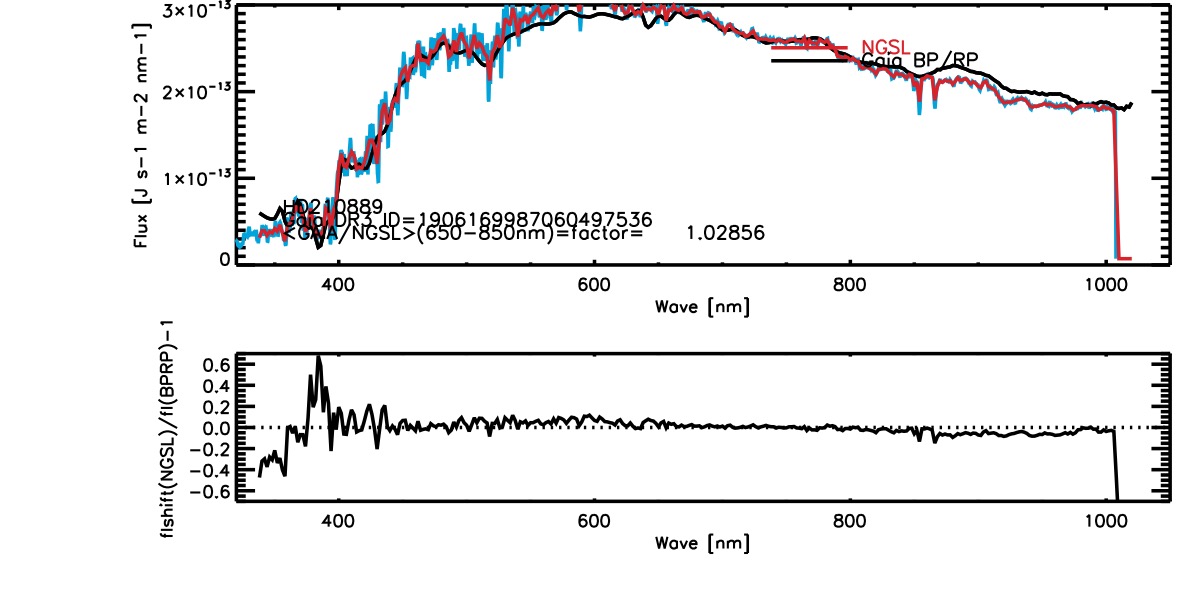 3×10−13
2×10−13
1×10−13
0
Flux [J s−1 m−2 nm−1]
NGSL
Gaia BP/RP
HD210889
Gaia DR3 ID=1906169987060497536
<GAIA/NGSL>(650−850nm)=factor= 1.02856
400 600 800 1000
Wave [nm]
flshift(NGSL)/fl(BPRP)−1
0.6
0.4
0.2
0.0
−0.2
−0.4
−0.6
400 600 800 1000
Wave [nm]